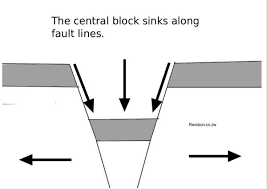 The central block sinks along
fault lines.
Revision.co.zw